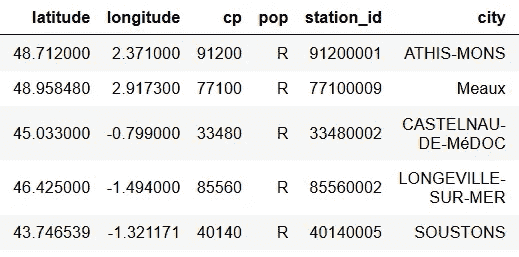 latitude longitude cp pop station_id city
48.712000 2.371000 91200 R 91200001 ATHIS-MONS
48.958480 2.917300 77100 R 77100009 Meaux
45.033000 -0.799000 33480 R 33480002 CASTELNAU-
DE-MéDOC
46.425000 -1.494000 85560 R 85560002 LONGEVILLE-
SUR-MER
43.746539 -1.321171 40140 R 40140005 SOUSTONS